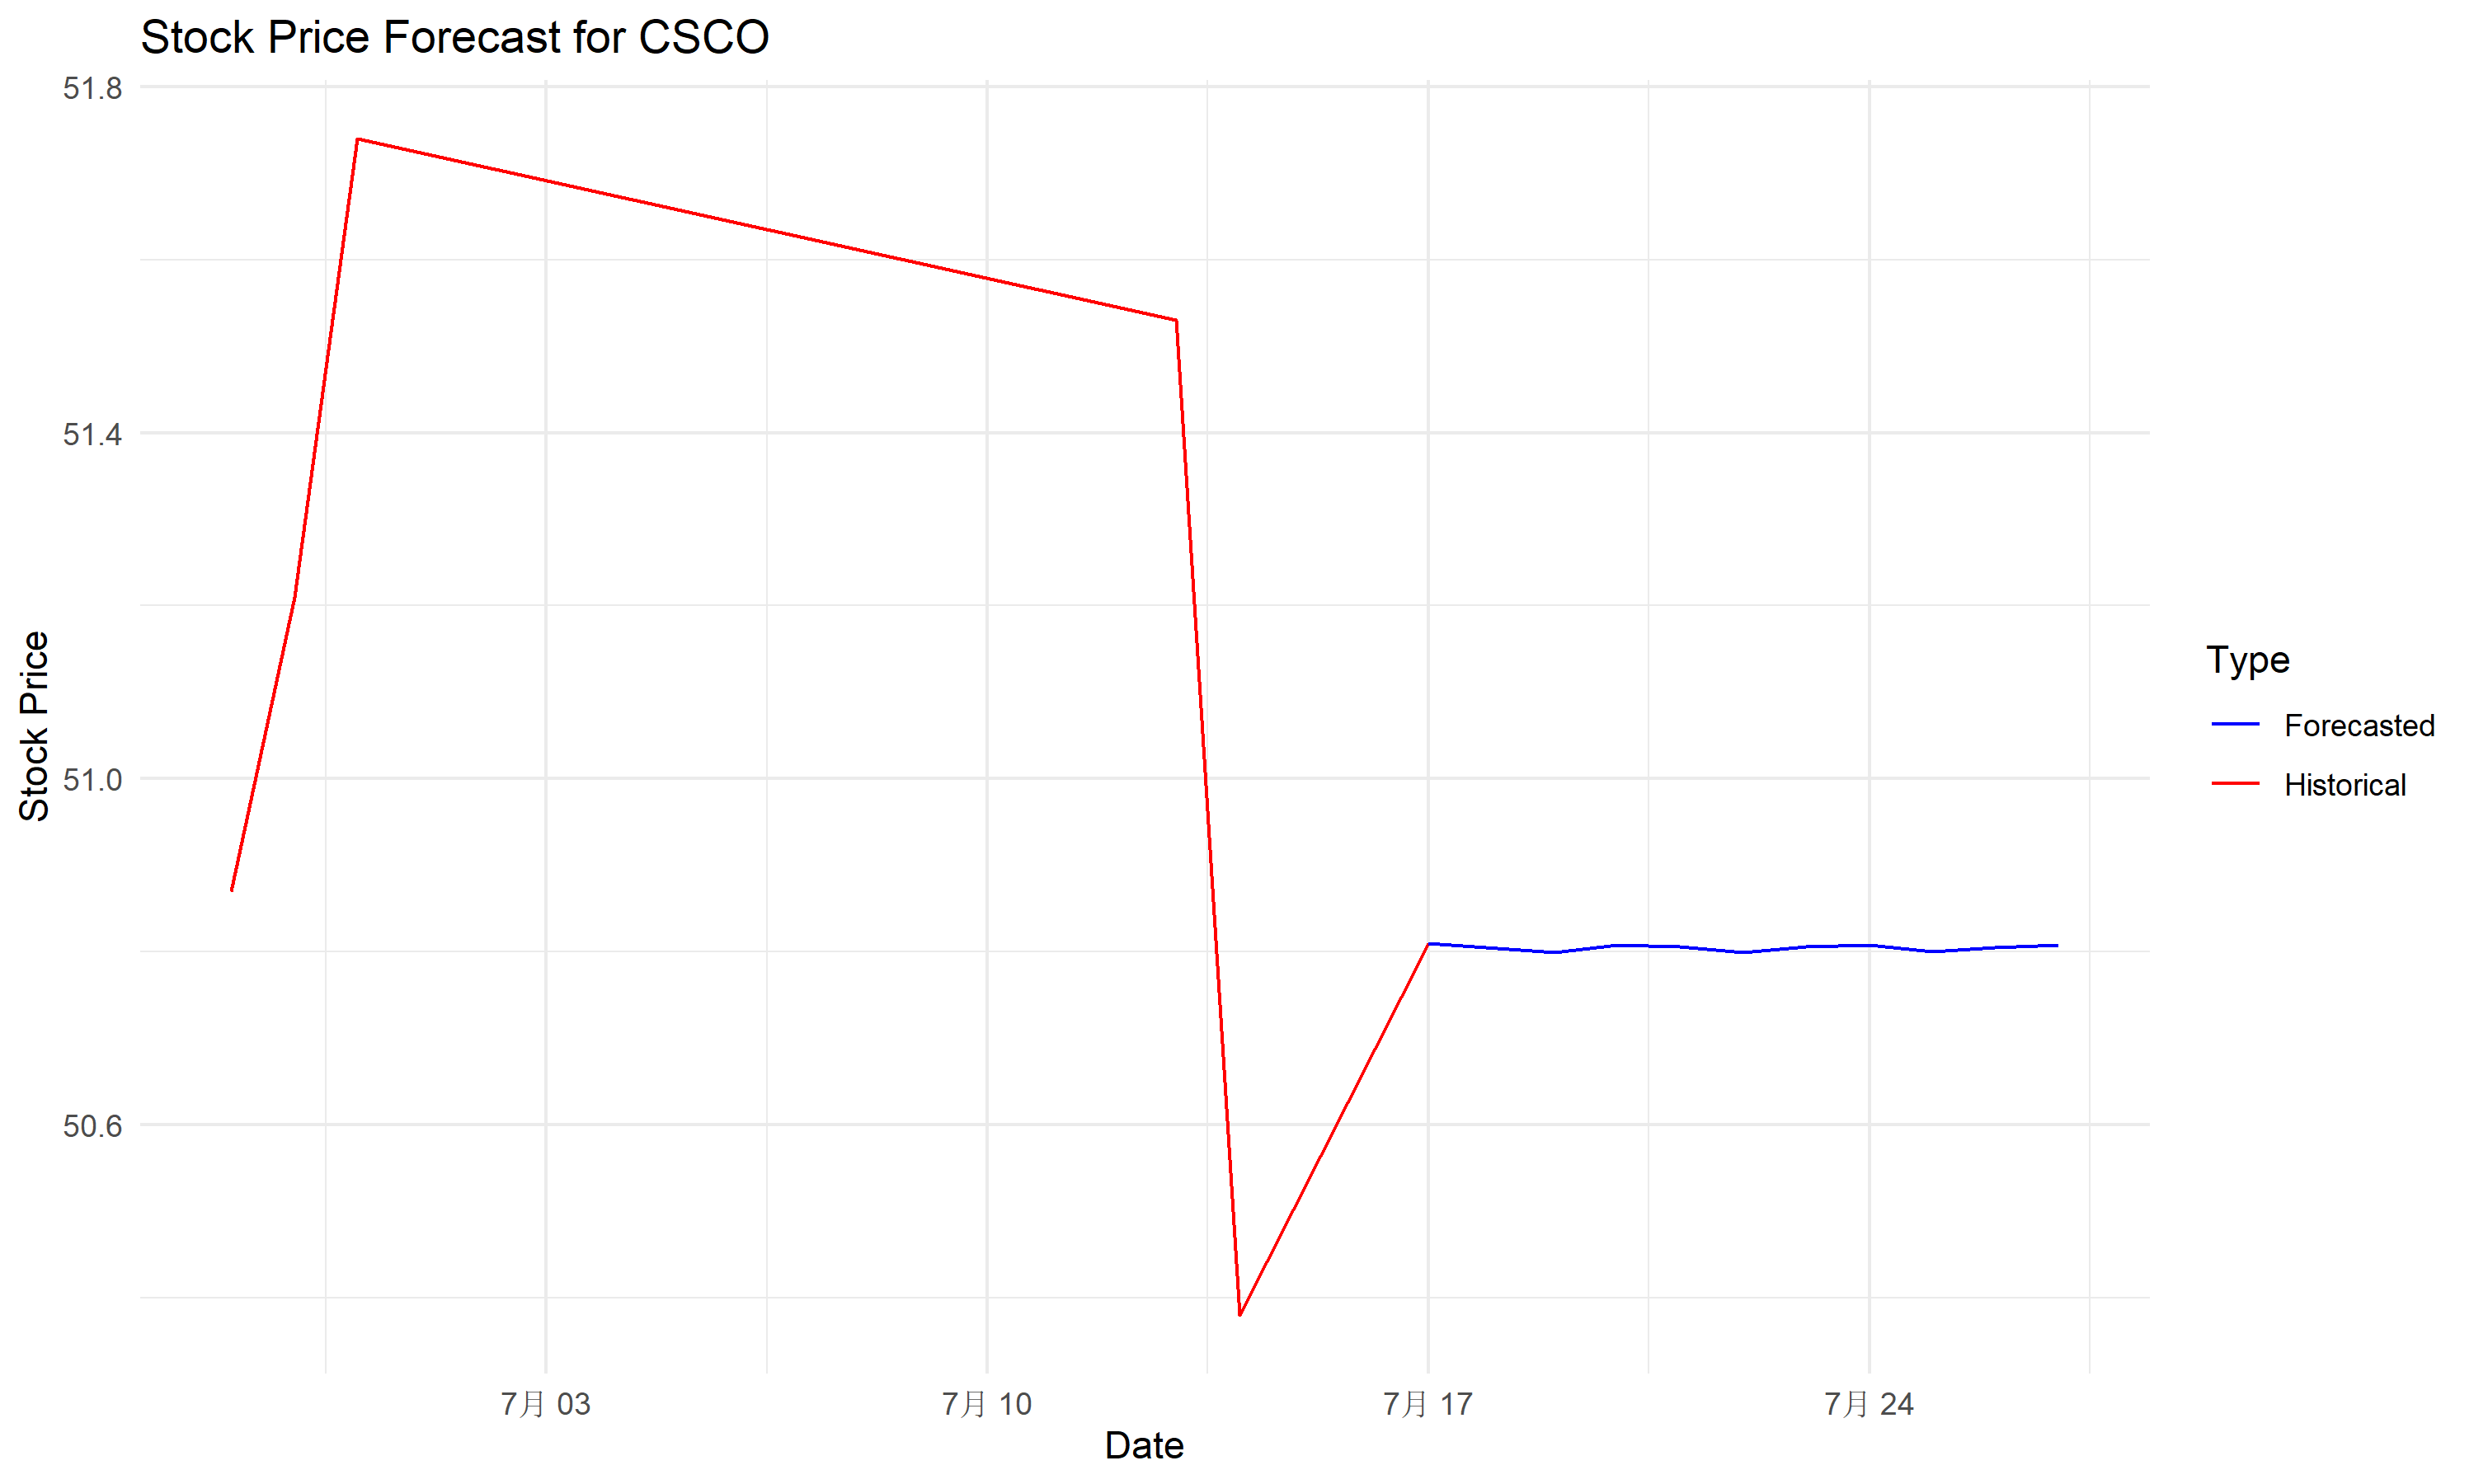 Stock Price Forecast for CSCO
51.8
51.4
51.0
50.6
Stock Price
7月 03
7月 10
7月 17
7月 24
Date
Type
Forecasted
Historical